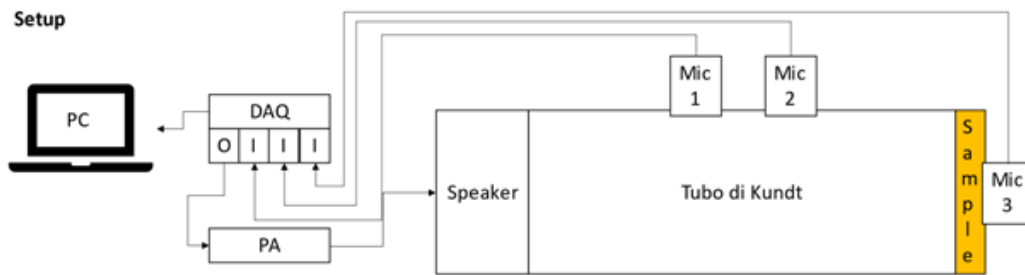 Setup
PC
DAQ
O I I I
PA
Speaker
Tubo di Kundt
Mic
1
Mic
2
S
a
m
p
l
e
Mic
3